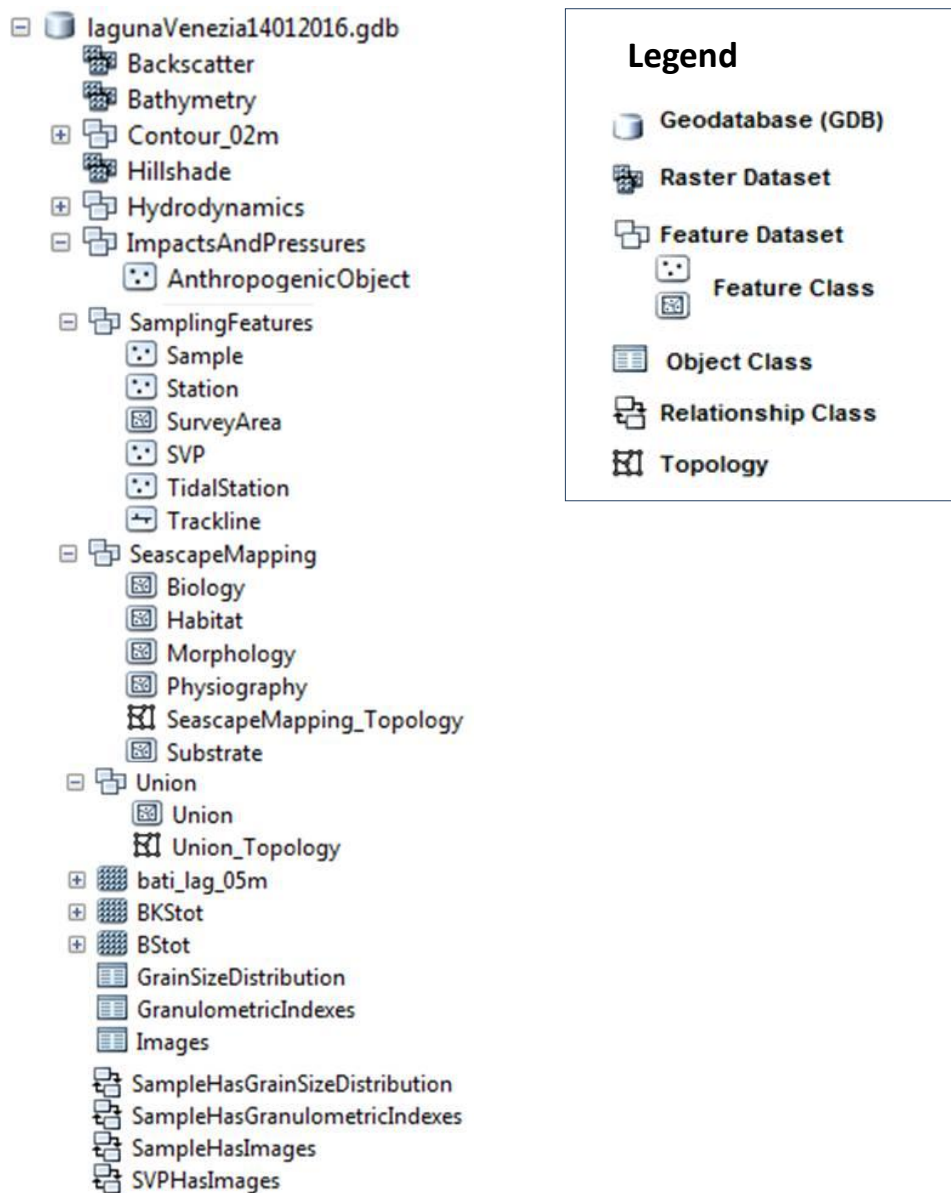 lagunaVenezia14012016.gdb
Backscatter
Bathymetry
Contour_02m
Hillshade
Hydrodynamics
ImpactsAndPressures
AnthropogenicObject
SamplingFeatures
Sample
Station
SurveyArea
SVP
TidalStation
Trackline
SeascapeMapping
Biology
Habitat
Morphology
Physiography
SeascapeMapping_Topology
Substrate
Union
Union
Union_Topology
bati_lag_05m
BKStot
BStot
GrainSizeDistribution
GranulometricIndexes
Images
SampleHasGrainSizeDistribution
SampleHasGranulometricIndexes
SampleHasImages
SVPHasImages
Legend
Geodatabase (GDB)
Raster Dataset
Feature Dataset
Feature Class
Object Class
Relationship Class
Topology